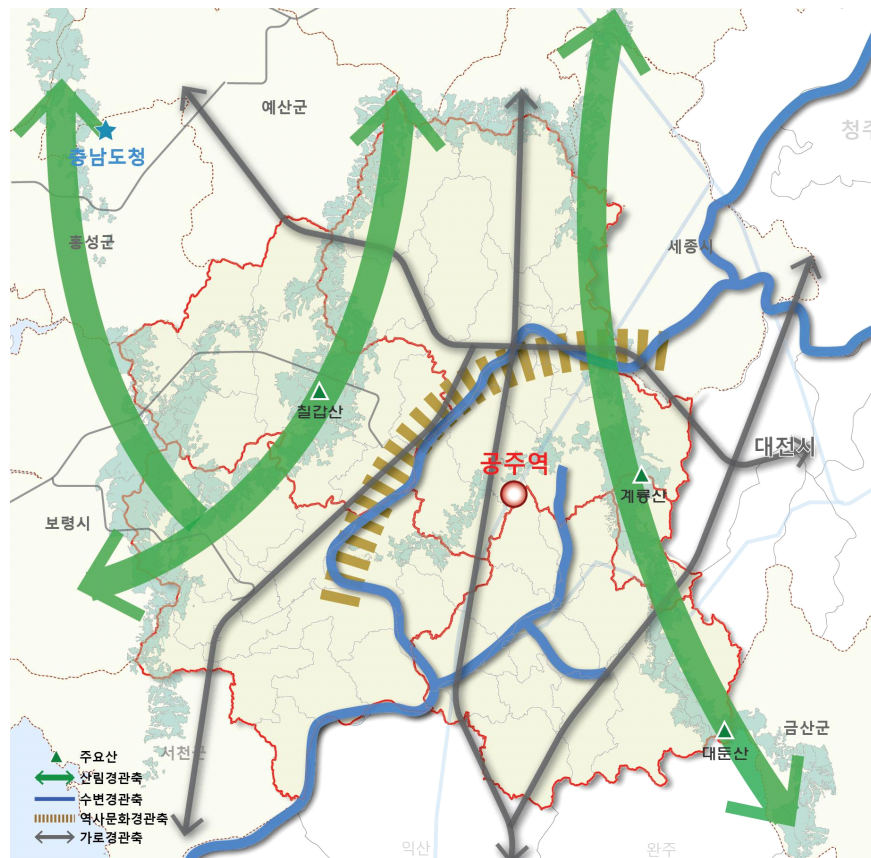 예산군
청주
충남도청
홍성군
세종시
칠갑산
대전시
공주역
계룡산
보령시
금산군
대둔산
서천군
주요산
산림경관축
수변경관축
역사문화경관축
가로경관축
익산
완주